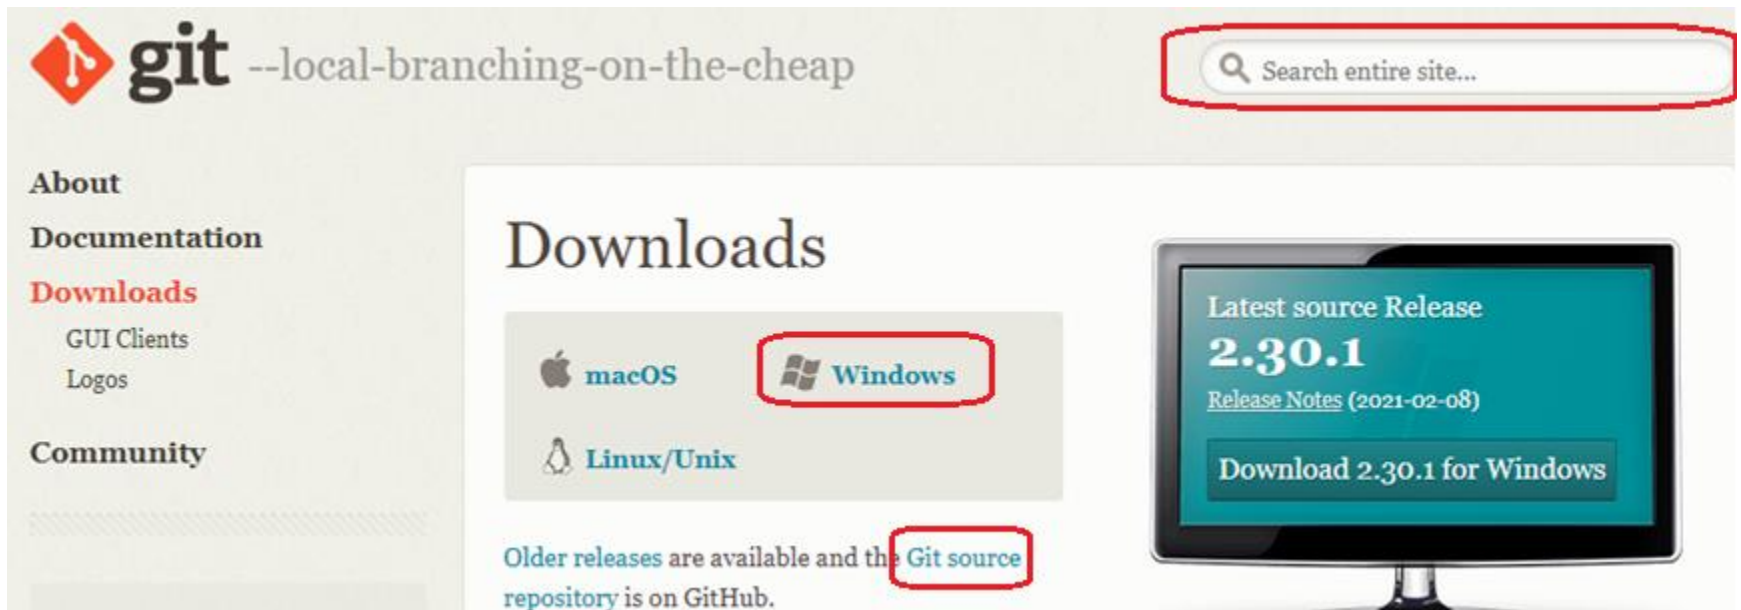 git --local-branching-on-the-cheap
Search entire site...
About
Documentation
Downloads
GUI Clients
Logos
Community
Downloads
macOS
Windows
Linux/Unix
Older releases are available and the Git source
repository is on GitHub.
Latest source Release
2.30.1
Release Notes (2021-02-08)
Download 2.30.1 for Windows